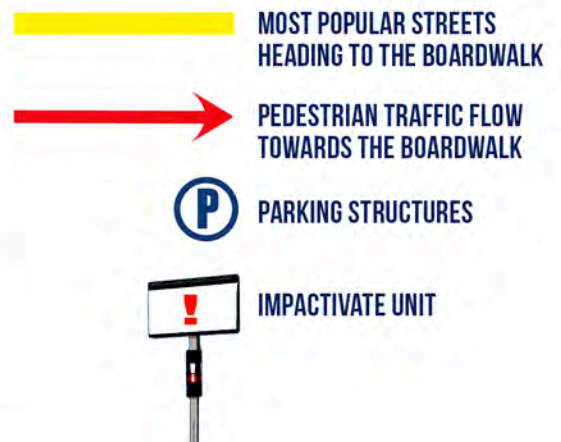 MOST POPULAR STREETS
HEADING TO THE BOARDWALK
PEDESTRIAN TRAFFIC FLOW
TOWARDS THE BOARDWALK
P
PARKING STRUCTURES
!
IMPACTIVATE UNIT
!